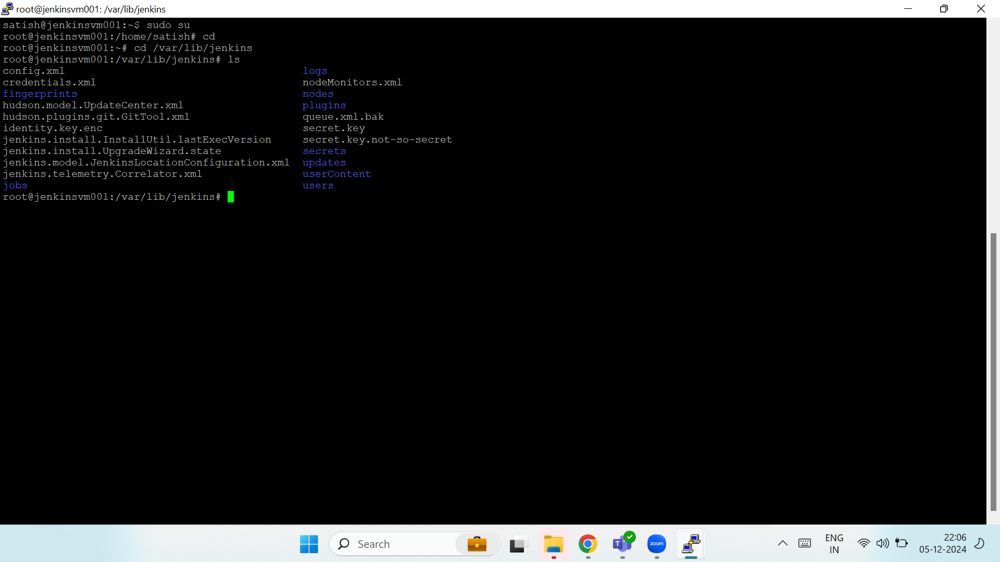 root@jenkinsvm001: /var/lib/jenkins
satish@jenkinsvm001:~$ sudo su
root@jenkinsvm001:/home/satish# cd
root@jenkinsvm001:~# cd /var/lib/jenkins
root@jenkinsvm001:/var/lib/jenkins# ls
config.xml logs
credentials.xml nodeMonitors.xml
fingerprints nodes
hudson.model.UpdateCenter.xml plugins
hudson.plugins.git.GitTool.xml queue.xml.bak
identity.key.enc secret.key
jenkins.install.InstallUtil.lastExecVersion secret.key.not-so-secret
jenkins.install.UpgradeWizard.state secrets
jenkins.model.JenkinsLocationConfiguration.xml updates
jenkins.telemetry.Correlator.xml userContent
jobs users
root@jenkinsvm001:/var/lib/jenkins#
Search
T
zoom
ENG
IN
22:06
05-12-2024